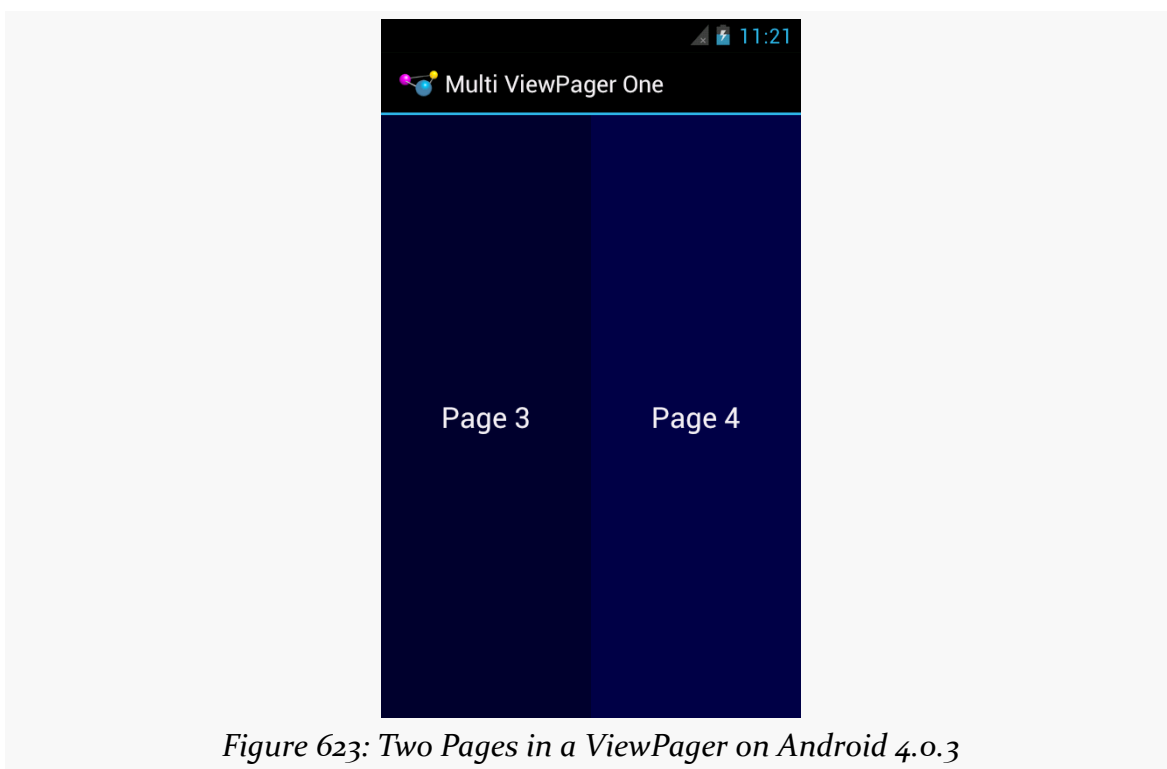 11:21
Multi ViewPager One
Page 3
Page 4
Figure 623: Two Pages in a ViewPager on Android 4.0.3